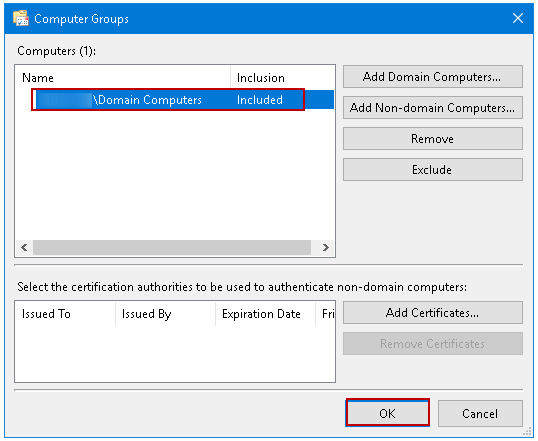 Computer Groups
Computers (1):
Name Inclusion
\Domain Computers Included
Add Domain Computers...
Add Non-domain Computers...
Remove
Exclude
Select the certification authorities to be used to authenticate non-domain computers:
Issued To Issued By Expiration Date Fri
Add Certificates...
Remove Certificates
OK Cancel